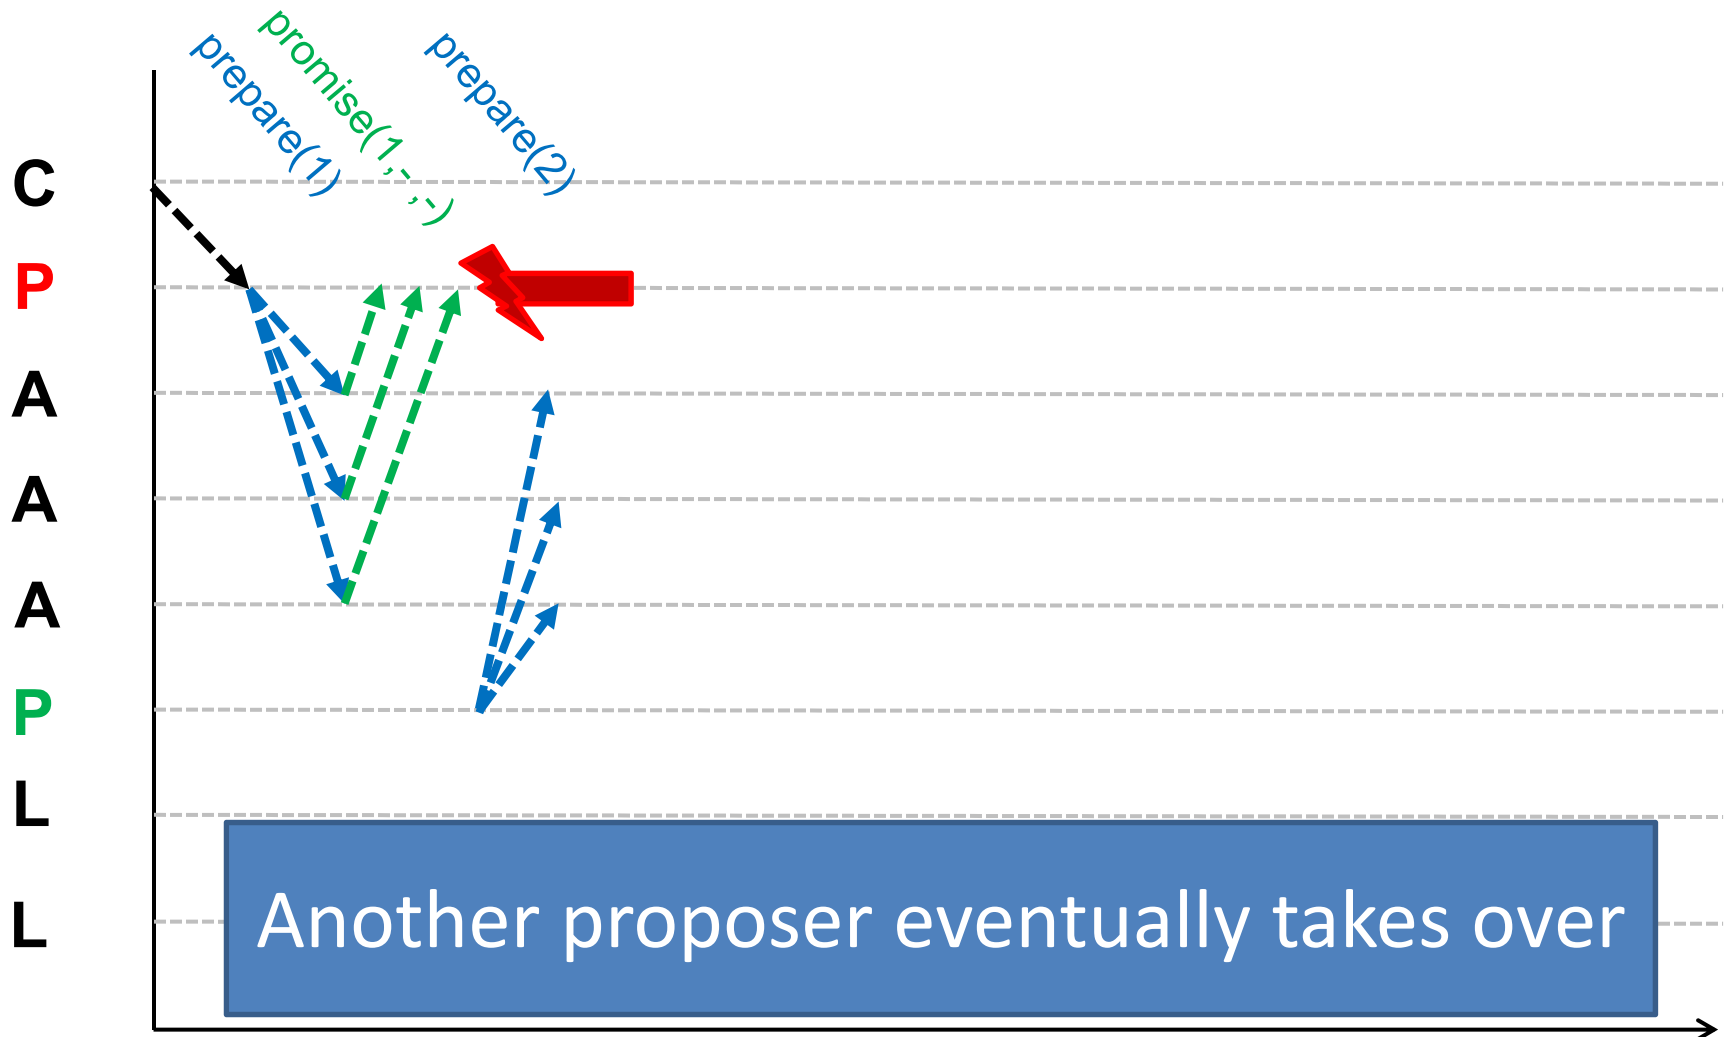 prepare(1)
promise(1,-,-)
prepare(2)
C
P
A
A
A
P
L
L
Another proposer eventually takes over